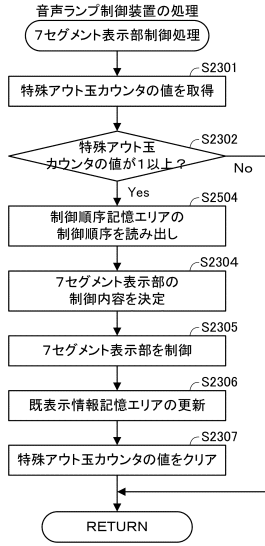 音声ランプ制御装置の処理
7セグメント表示部制御処理
S2301
特殊アウト玉カウンタの値を取得
S2302
特殊アウト玉
カウンタの値が1以上？
No
Yes
S2504
制御順序記憶エリアの
制御順序を読み出し
S2304
7セグメント表示部の
制御内容を決定
S2305
7セグメント表示部を制御
S2306
既表示情報記憶エリアの更新
S2307
特殊アウト玉カウンタの値をクリア
RETURN